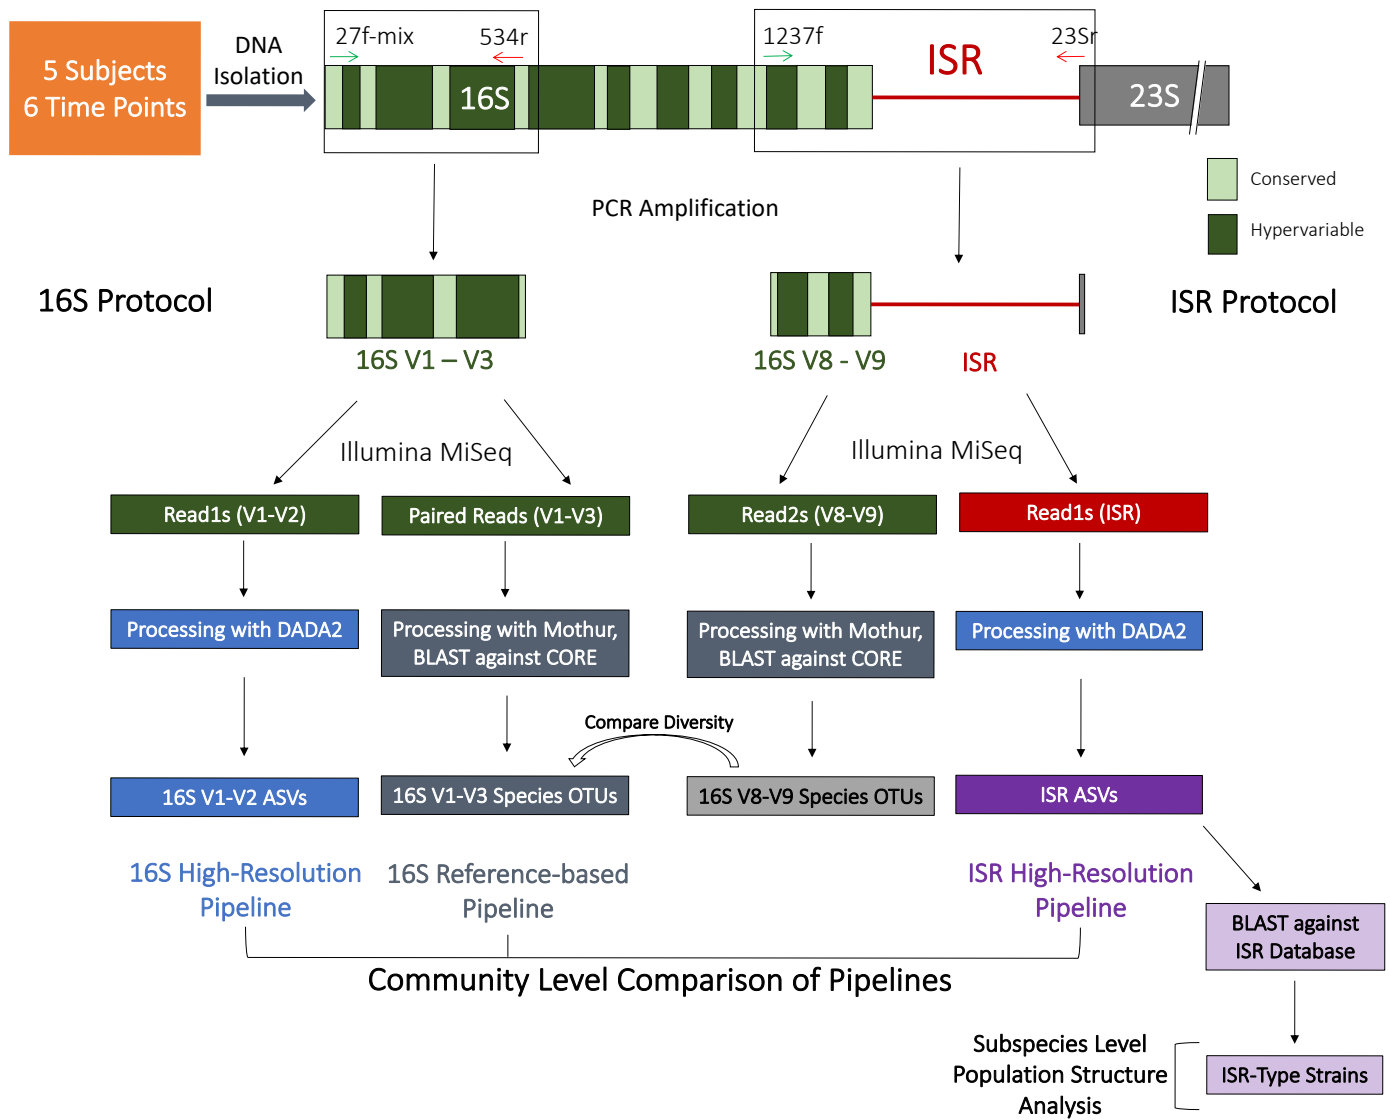 5 Subjects
6 Time Points
DNA
Isolation
27f-mix
534r
1237f
23Sr
16S
ISR
23S
Conserved
Hypervariable
PCR Amplification
16S Protocol
ISR Protocol
16S V1 – V3
16S V8 - V9
ISR
Illumina MiSeq
Illumina MiSeq
Read1s (V1-V2)
Paired Reads (V1-V3)
Read2s (V8-V9)
Read1s (ISR)
Processing with DADA2
Processing with Mothur,
BLAST against CORE
Processing with Mothur,
BLAST against CORE
Processing with DADA2
Compare Diversity
16S V1-V2 ASVs
16S V1-V3 Species OTUs
16S V8-V9 Species OTUs
ISR ASVs
16S High-Resolution
Pipeline
16S Reference-based
Pipeline
ISR High-Resolution
Pipeline
BLAST against
ISR Database
Community Level Comparison of Pipelines
Subspecies Level
Population Structure
Analysis
ISR-Type Strains